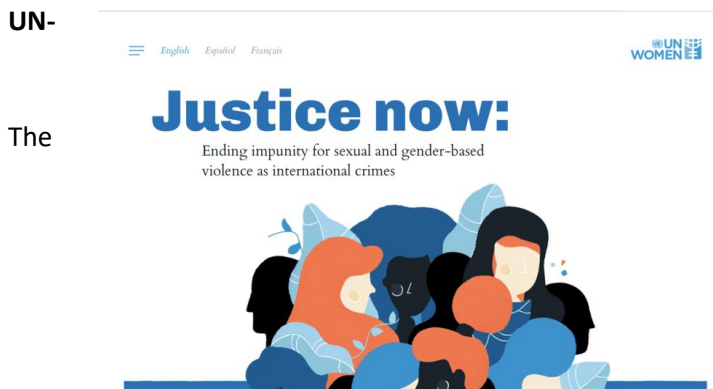 UN-
English Español Français
UN
WOMEN
Justice now:
The
Ending impunity for sexual and gender-based
violence as international crimes